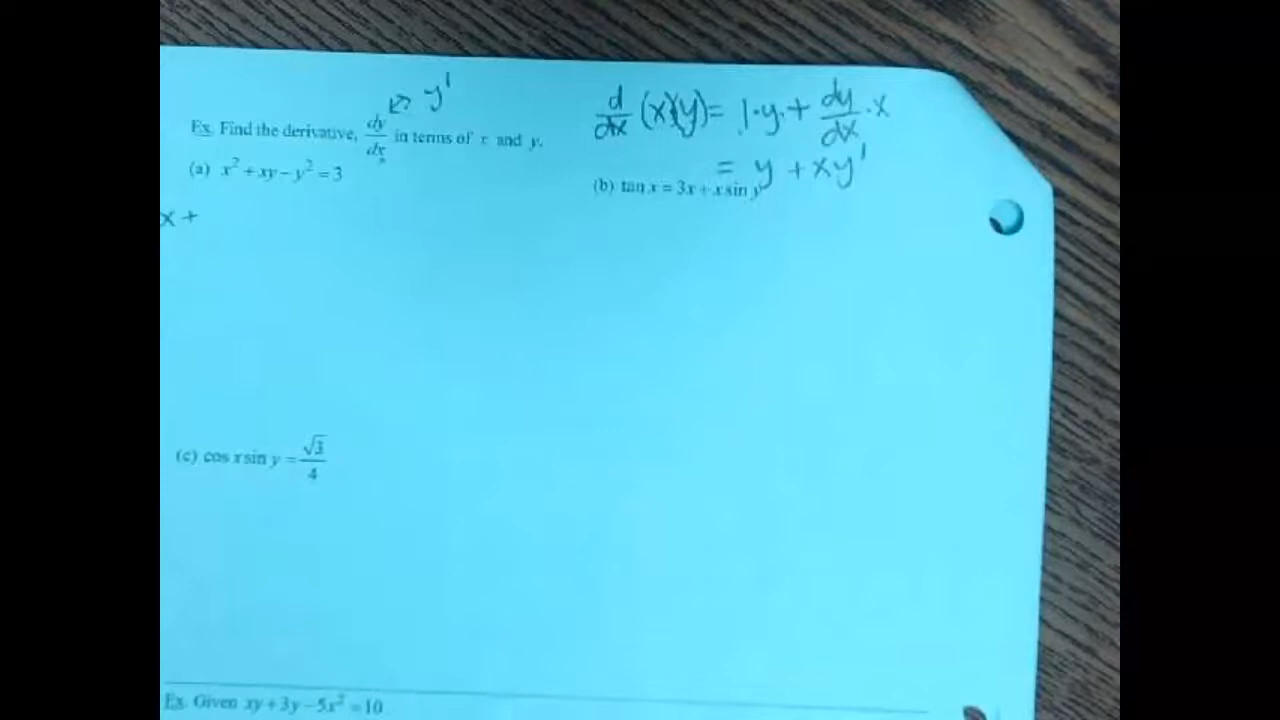 y'
d/dx (x)(y) = 1·y· + dy/dx ·x
= y + xy'
Ex. Find the derivative, dy/dx in terms of x and y.
(a) x² + xy − y² = 3
(b) tan x = 3x + x sin y
x +
(c) cos x sin y = √3/4
Ex. Given xy + 3y − 5x² = 10